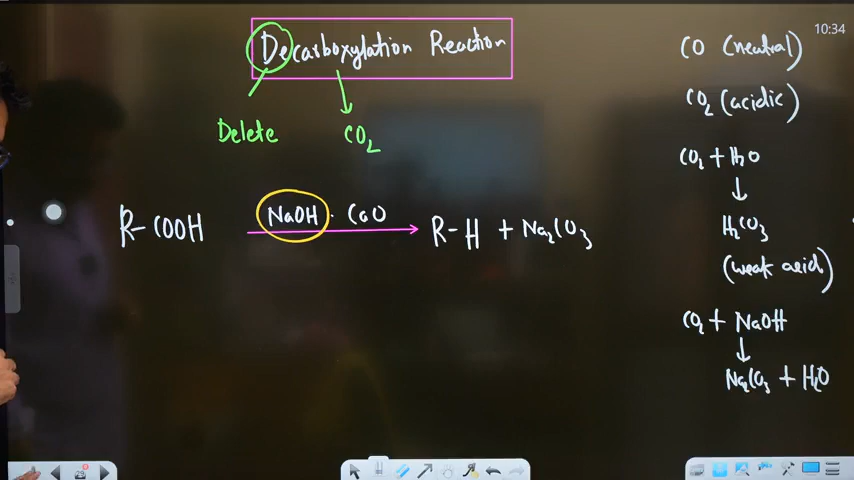 10:34
Decarboxylation Reaction
Delete
CO2
R-COOH
NaOH · CaO
R-H + Na2CO3
CO (neutral)
CO2 (acidic)
CO2 + H2O
↓
H2CO3
(weak acid)
CO2 + NaOH
↓
Na2CO3 + H2O
29